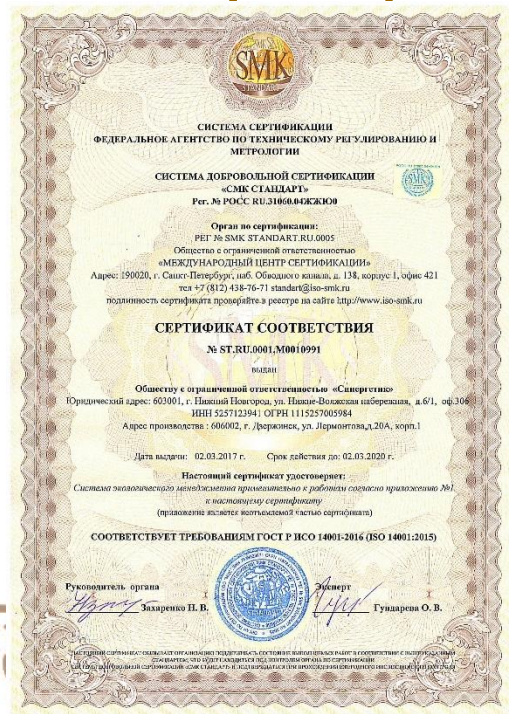 SMK
STANDART
СИСТЕМА СЕРТИФИКАЦИИ
ФЕДЕРАЛЬНОЕ АГЕНТСТВО ПО ТЕХНИЧЕСКОМУ РЕГУЛИРОВАНИЮ И
МЕТРОЛОГИИ
СИСТЕМА ДОБРОВОЛЬНОЙ СЕРТИФИКАЦИИ
«СМК СТАНДАРТ»
Рег. № РОСС RU.31060.04ЖЖЮ0
Орган по сертификации:
РЕГ № SMK STANDART.RU.0005
Общество с ограниченной ответственностью
«МЕЖДУНАРОДНЫЙ ЦЕНТР СЕРТИФИКАЦИИ»
Адрес: 190020, г. Санкт-Петербург, наб. Обводного канала, д. 138, корпус 1, офис 421
тел +7 (812) 438-76-71 standart@iso-smk.ru
подлинность сертификата проверяйте в реестре на сайте http://www.iso-smk.ru
СЕРТИФИКАТ СООТВЕТСТВИЯ
№ ST.RU.0001.М0010991
выдан
Обществу с ограниченной ответственностью «Синергетик»
Юридический адрес: 603001, г. Нижний Новгород, ул. Нижне-Волжская набережная, д.6/1, оф.306
ИНН 5257123941 ОГРН 1115257005984
Адрес производства : 606002, г. Дзержинск, ул. Лермонтова,д.20А, корп.1
Дата выдачи: 02.03.2017 г. Срок действия до: 02.03.2020 г.
Настоящий сертификат удостоверяет:
Система экологического менеджмента применительно к работам согласно приложению №1
к настоящему сертификату
(приложение является неотъемлемой частью сертификата)
СООТВЕТСТВУЕТ ТРЕБОВАНИЯМ ГОСТ Р ИСО 14001-2016 (ISO 14001:2015)
Руководитель органа
Захаренко Н. В.
Эксперт
Гундарева О. В.